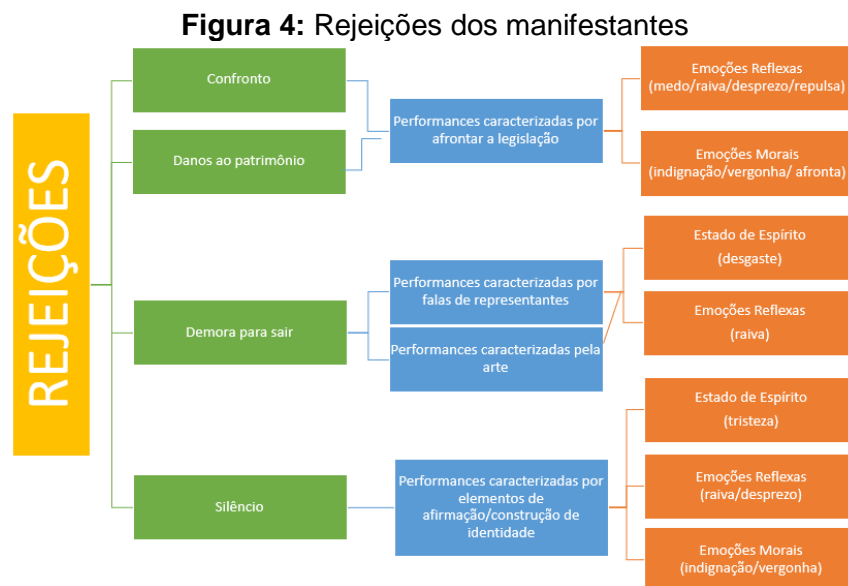 Figura 4: Rejeições dos manifestantes
REJEIÇÕES
Confronto
Danos ao patrimônio
Performances caracterizadas por
afrontar a legislação
Emoções Reflexas
(medo/raiva/desprezo/repulsa)
Emoções Morais
(indignação/vergonha/ afronta)
Demora para sair
Performances caracterizadas por
falas de representantes
Performances caracterizadas pela
arte
Estado de Espírito
(desgaste)
Emoções Reflexas
(raiva)
Silêncio
Performances caracterizadas por
elementos de
afirmação/construção de
identidade
Estado de Espírito
(tristeza)
Emoções Reflexas
(raiva/desprezo)
Emoções Morais
(indignação/vergonha)